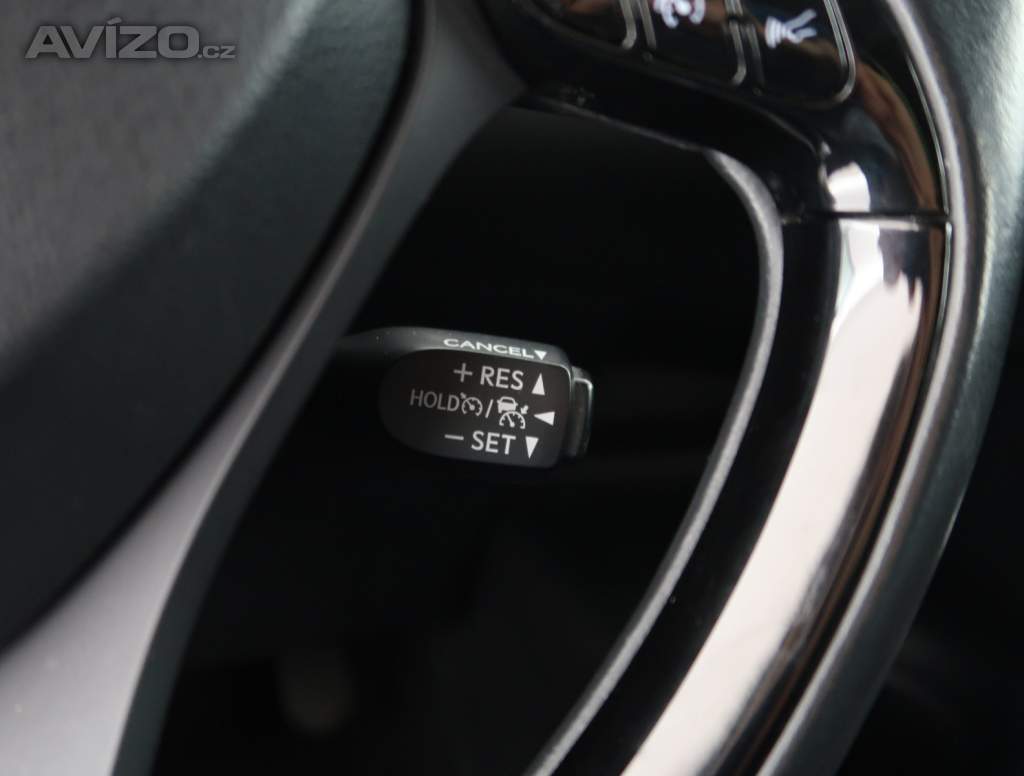 AVÍZO.cz
CANCEL▼
+ RES ▲
HOLD / ◄
− SET ▼